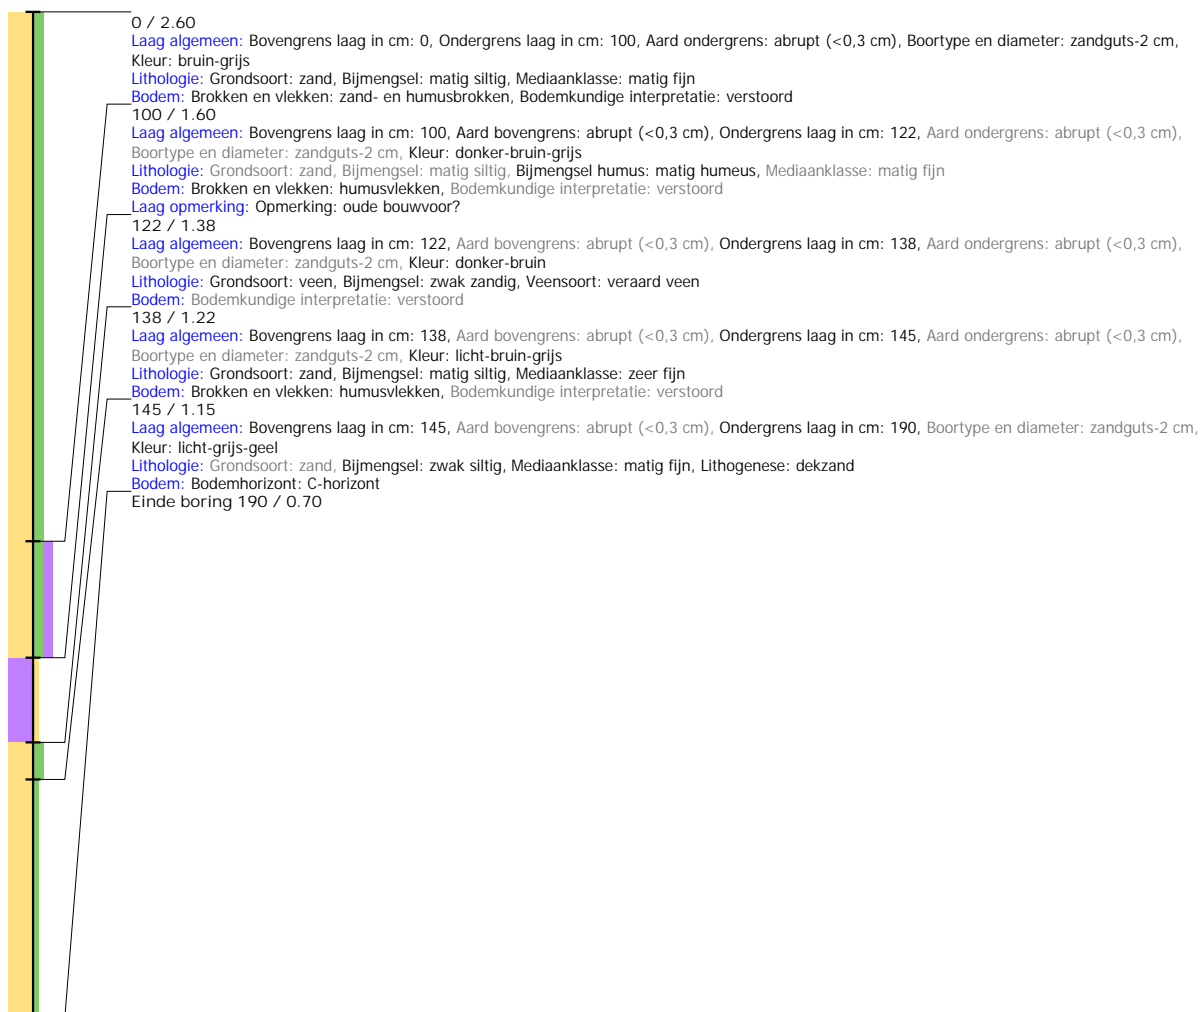 0 / 2.60
Laag algemeen: Bovengrens laag in cm: 0, Ondergrens laag in cm: 100, Aard ondergrens: abrupt (<0,3 cm), Boortype en diameter: zandguts-2 cm,
Kleur: bruin-grijs
Lithologie: Grondsoort: zand, Bijmengsel: matig siltig, Mediaanklasse: matig fijn
Bodem: Brokken en vlekken: zand- en humusbrokken, Bodemkundige interpretatie: verstoord
100 / 1.60
Laag algemeen: Bovengrens laag in cm: 100, Aard bovengrens: abrupt (<0,3 cm), Ondergrens laag in cm: 122, Aard ondergrens: abrupt (<0,3 cm),
Boortype en diameter: zandguts-2 cm, Kleur: donker-bruin-grijs
Lithologie: Grondsoort: zand, Bijmengsel: matig siltig, Bijmengsel humus: matig humeus, Mediaanklasse: matig fijn
Bodem: Brokken en vlekken: humusvlekken, Bodemkundige interpretatie: verstoord
Laag opmerking: Opmerking: oude bouwvoor?
122 / 1.38
Laag algemeen: Bovengrens laag in cm: 122, Aard bovengrens: abrupt (<0,3 cm), Ondergrens laag in cm: 138, Aard ondergrens: abrupt (<0,3 cm),
Boortype en diameter: zandguts-2 cm, Kleur: donker-bruin
Lithologie: Grondsoort: veen, Bijmengsel: zwak zandig, Veensoort: veraard veen
Bodem: Bodemkundige interpretatie: verstoord
138 / 1.22
Laag algemeen: Bovengrens laag in cm: 138, Aard bovengrens: abrupt (<0,3 cm), Ondergrens laag in cm: 145, Aard ondergrens: abrupt (<0,3 cm),
Boortype en diameter: zandguts-2 cm, Kleur: licht-bruin-grijs
Lithologie: Grondsoort: zand, Bijmengsel: matig siltig, Mediaanklasse: zeer fijn
Bodem: Brokken en vlekken: humusvlekken, Bodemkundige interpretatie: verstoord
145 / 1.15
Laag algemeen: Bovengrens laag in cm: 145, Aard bovengrens: abrupt (<0,3 cm), Ondergrens laag in cm: 190, Boortype en diameter: zandguts-2 cm,
Kleur: licht-grijs-geel
Lithologie: Grondsoort: zand, Bijmengsel: zwak siltig, Mediaanklasse: matig fijn, Lithogenese: dekzand
Bodem: Bodemhorizont: C-horizont
Einde boring 190 / 0.70